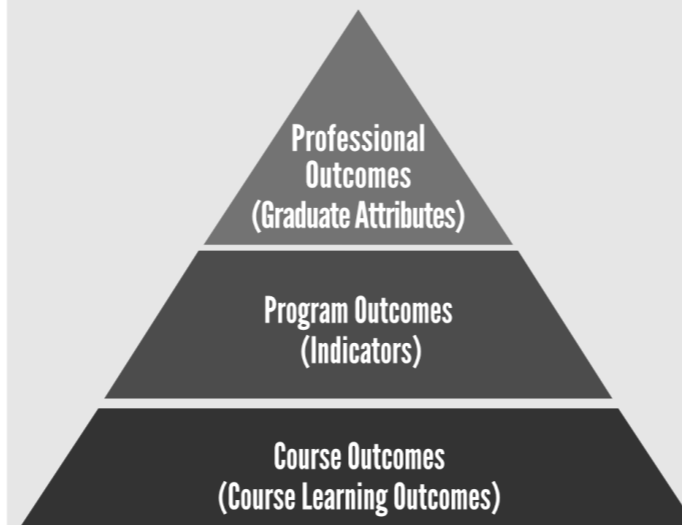 Professional
Outcomes
(Graduate Attributes)
Program Outcomes
(Indicators)
Course Outcomes
(Course Learning Outcomes)